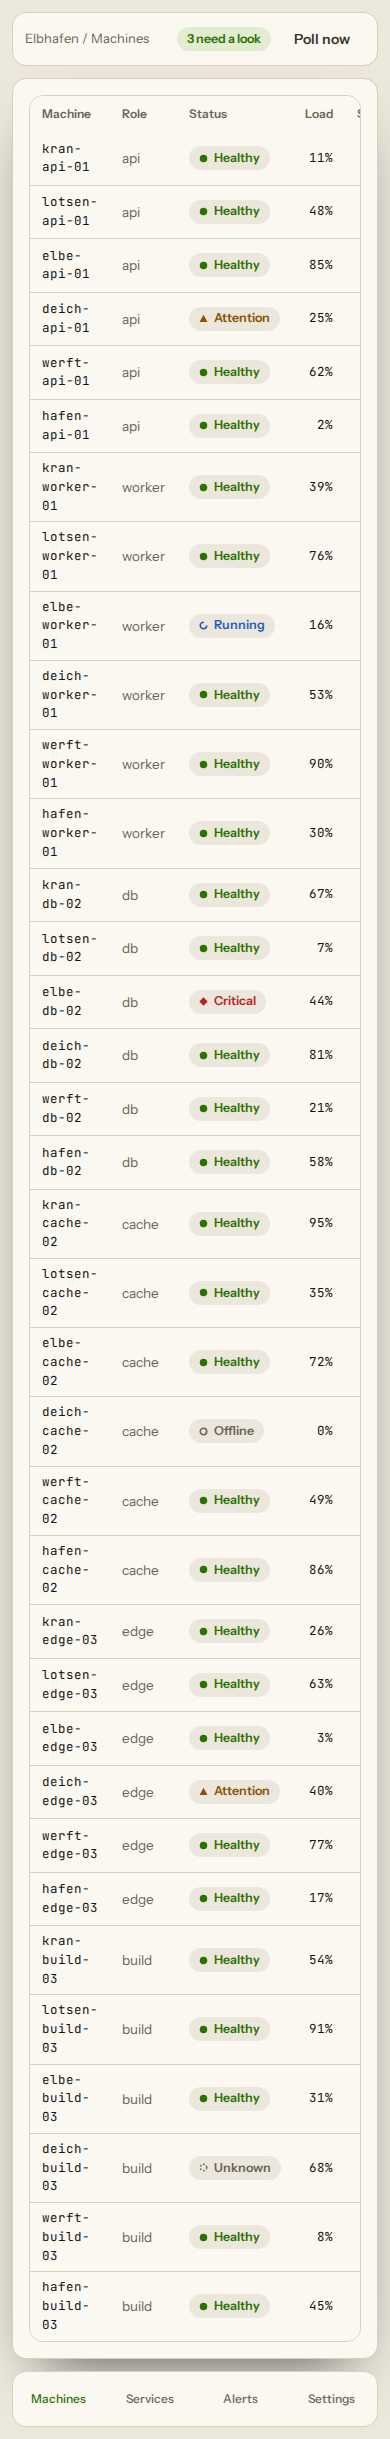 Elbhafen / Machines 3 need a look Poll now
Machine Role Status Load
kran-
api-01 api Healthy 11%
lotsen-
api-01 api Healthy 48%
elbe-
api-01 api Healthy 85%
deich-
api-01 api Attention 25%
werft-
api-01 api Healthy 62%
hafen-
api-01 api Healthy 2%
kran-
worker- worker Healthy 39%
01
lotsen-
worker- worker Healthy 76%
01
elbe-
worker- worker Running 16%
01
deich-
worker- worker Healthy 53%
01
werft-
worker- worker Healthy 90%
01
hafen-
worker- worker Healthy 30%
01
kran-
db-02 db Healthy 67%
lotsen-
db-02 db Healthy 7%
elbe-
db-02 db Critical 44%
deich-
db-02 db Healthy 81%
werft-
db-02 db Healthy 21%
hafen-
db-02 db Healthy 58%
kran-
cache- cache Healthy 95%
02
lotsen-
cache- cache Healthy 35%
02
elbe-
cache- cache Healthy 72%
02
deich-
cache- cache Offline 0%
02
werft-
cache- cache Healthy 49%
02
hafen-
cache- cache Healthy 86%
02
kran-
edge-03 edge Healthy 26%
lotsen-
edge-03 edge Healthy 63%
elbe-
edge-03 edge Healthy 3%
deich-
edge-03 edge Attention 40%
werft-
edge-03 edge Healthy 77%
hafen-
edge-03 edge Healthy 17%
kran-
build- build Healthy 54%
03
lotsen-
build- build Healthy 91%
03
elbe-
build- build Healthy 31%
03
deich-
build- build Unknown 68%
03
werft-
build- build Healthy 8%
03
hafen-
build- build Healthy 45%
03
Machines Services Alerts Settings